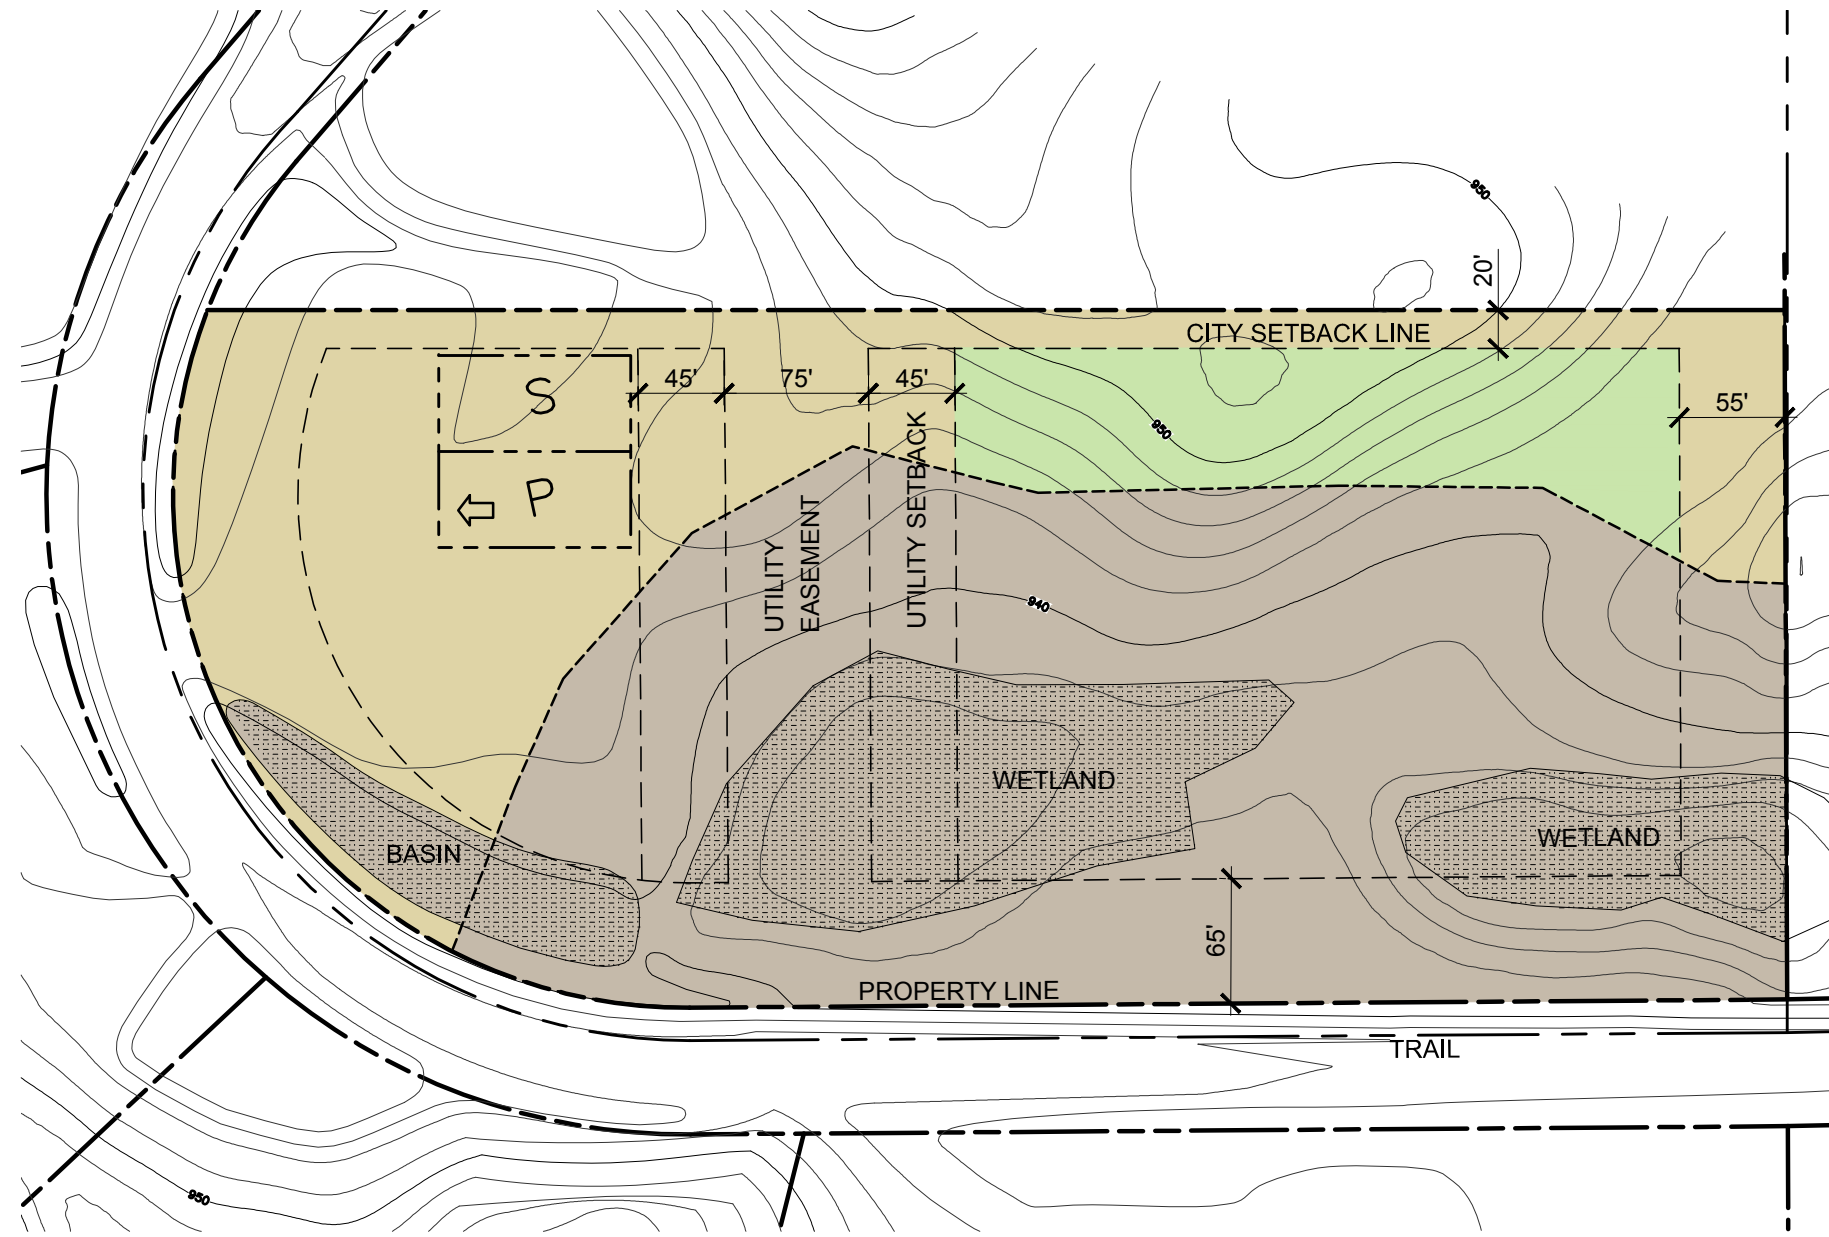 950
20'
CITY SETBACK LINE
45'
75'
45'
55'
S
950
P
UTILITY
EASEMENT
UTILITY SETBACK
940
WETLAND
WETLAND
BASIN
65'
PROPERTY LINE
TRAIL
950